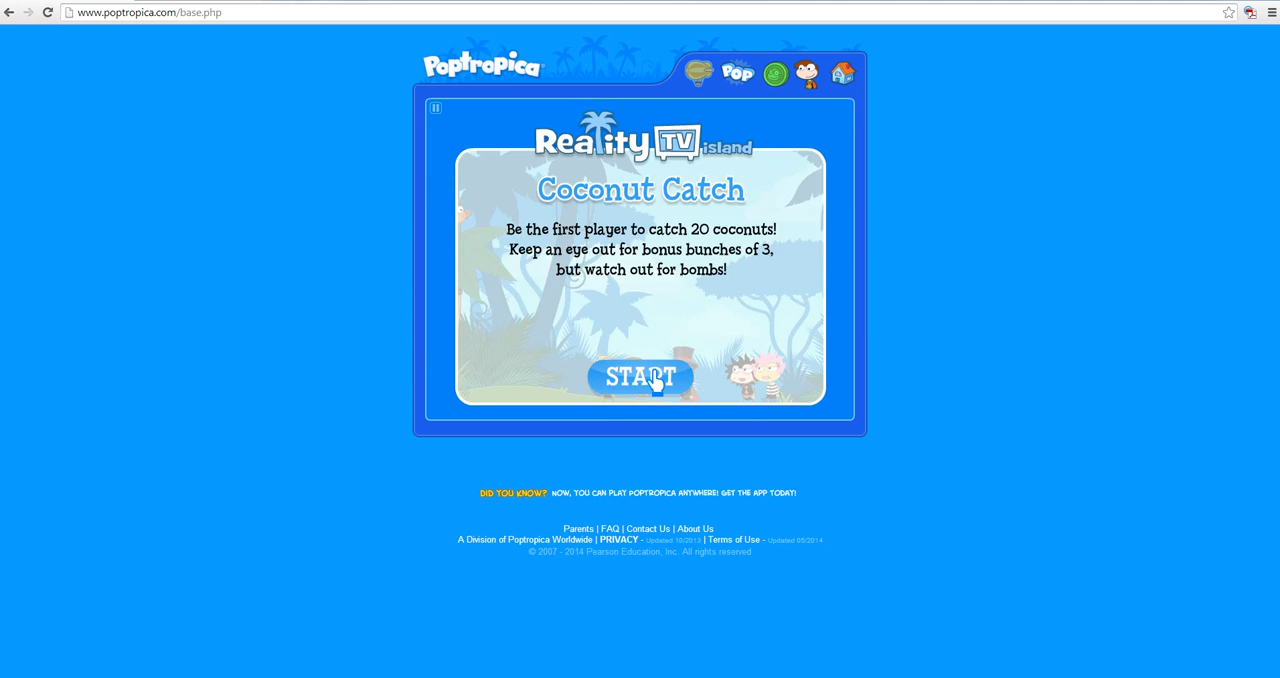 www.poptropica.com/base.php
Poptropica
POP
Reality TV island
Coconut Catch
Be the first player to catch 20 coconuts!
Keep an eye out for bonus bunches of 3,
but watch out for bombs!
START
DID YOU KNOW? NOW, YOU CAN PLAY POPTROPICA ANYWHERE! GET THE APP TODAY!
Parents | FAQ | Contact Us | About Us
A Division of Poptropica Worldwide | PRIVACY - Updated 10/2013 | Terms of Use - Updated 05/2014
© 2007 - 2014 Pearson Education, Inc. All rights reserved